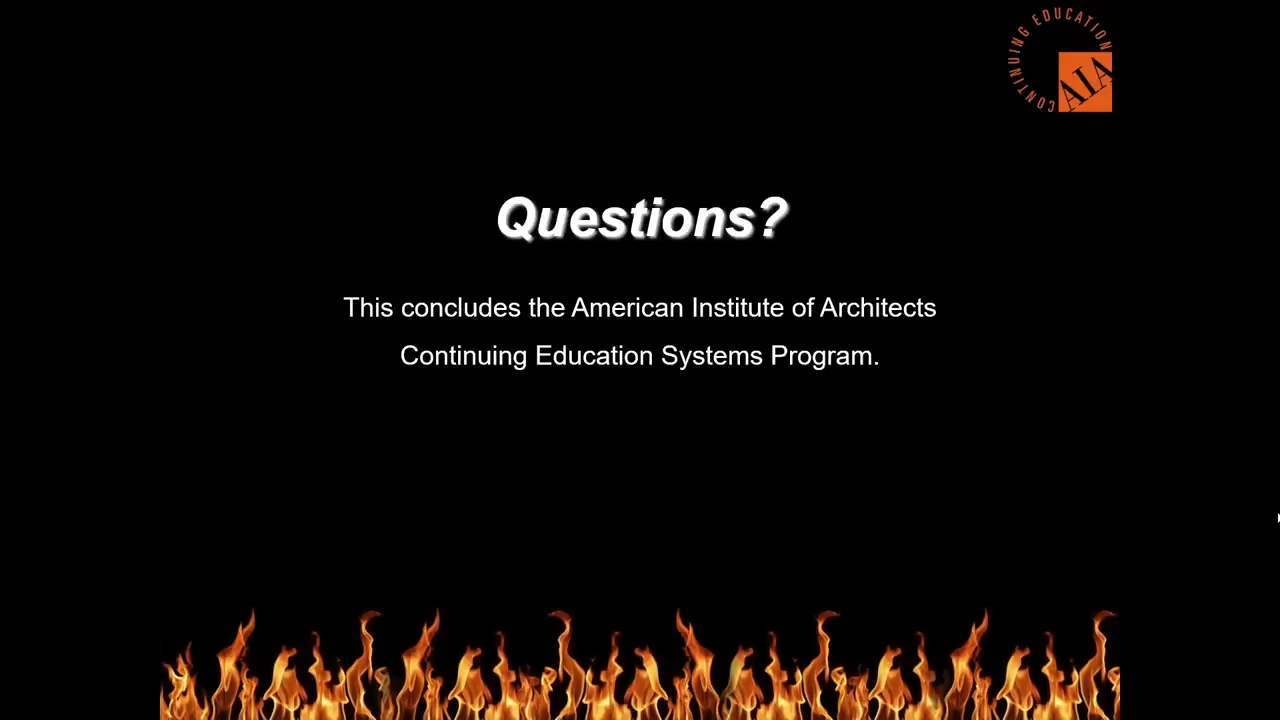 CONTINUING EDUCATION
AIA
Questions?
This concludes the American Institute of Architects
Continuing Education Systems Program.